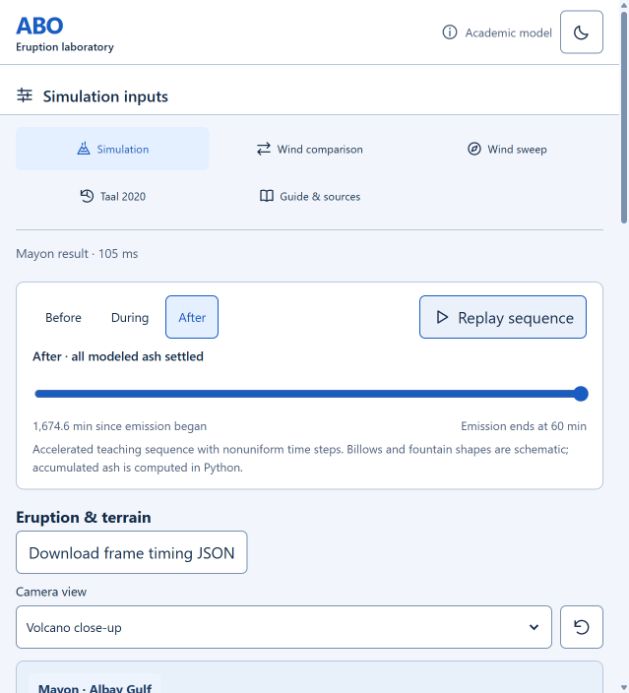 ABO
Eruption laboratory
Academic model
Simulation inputs
Simulation
Wind comparison
Wind sweep
Taal 2020
Guide & sources
Mayon result · 105 ms
Before
During
After
Replay sequence
After · all modeled ash settled
1,674.6 min since emission began
Emission ends at 60 min
Accelerated teaching sequence with nonuniform time steps. Billows and fountain shapes are schematic;
accumulated ash is computed in Python.
Eruption & terrain
Download frame timing JSON
Camera view
Volcano close-up
Mayon · Albay Gulf